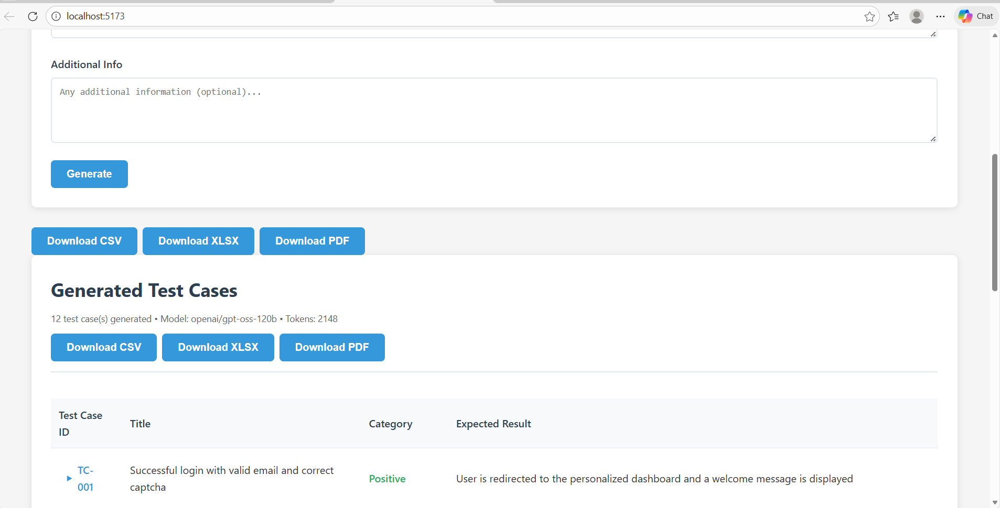 localhost:5173
Chat
Additional Info
Any additional information (optional)...
Generate
Download CSV
Download XLSX
Download PDF
Generated Test Cases
12 test case(s) generated • Model: openai/gpt-oss-120b • Tokens: 2148
Download CSV
Download XLSX
Download PDF
Test Case
ID
Title
Category
Expected Result
TC-
001
Successful login with valid email and correct
captcha
Positive
User is redirected to the personalized dashboard and a welcome message is displayed